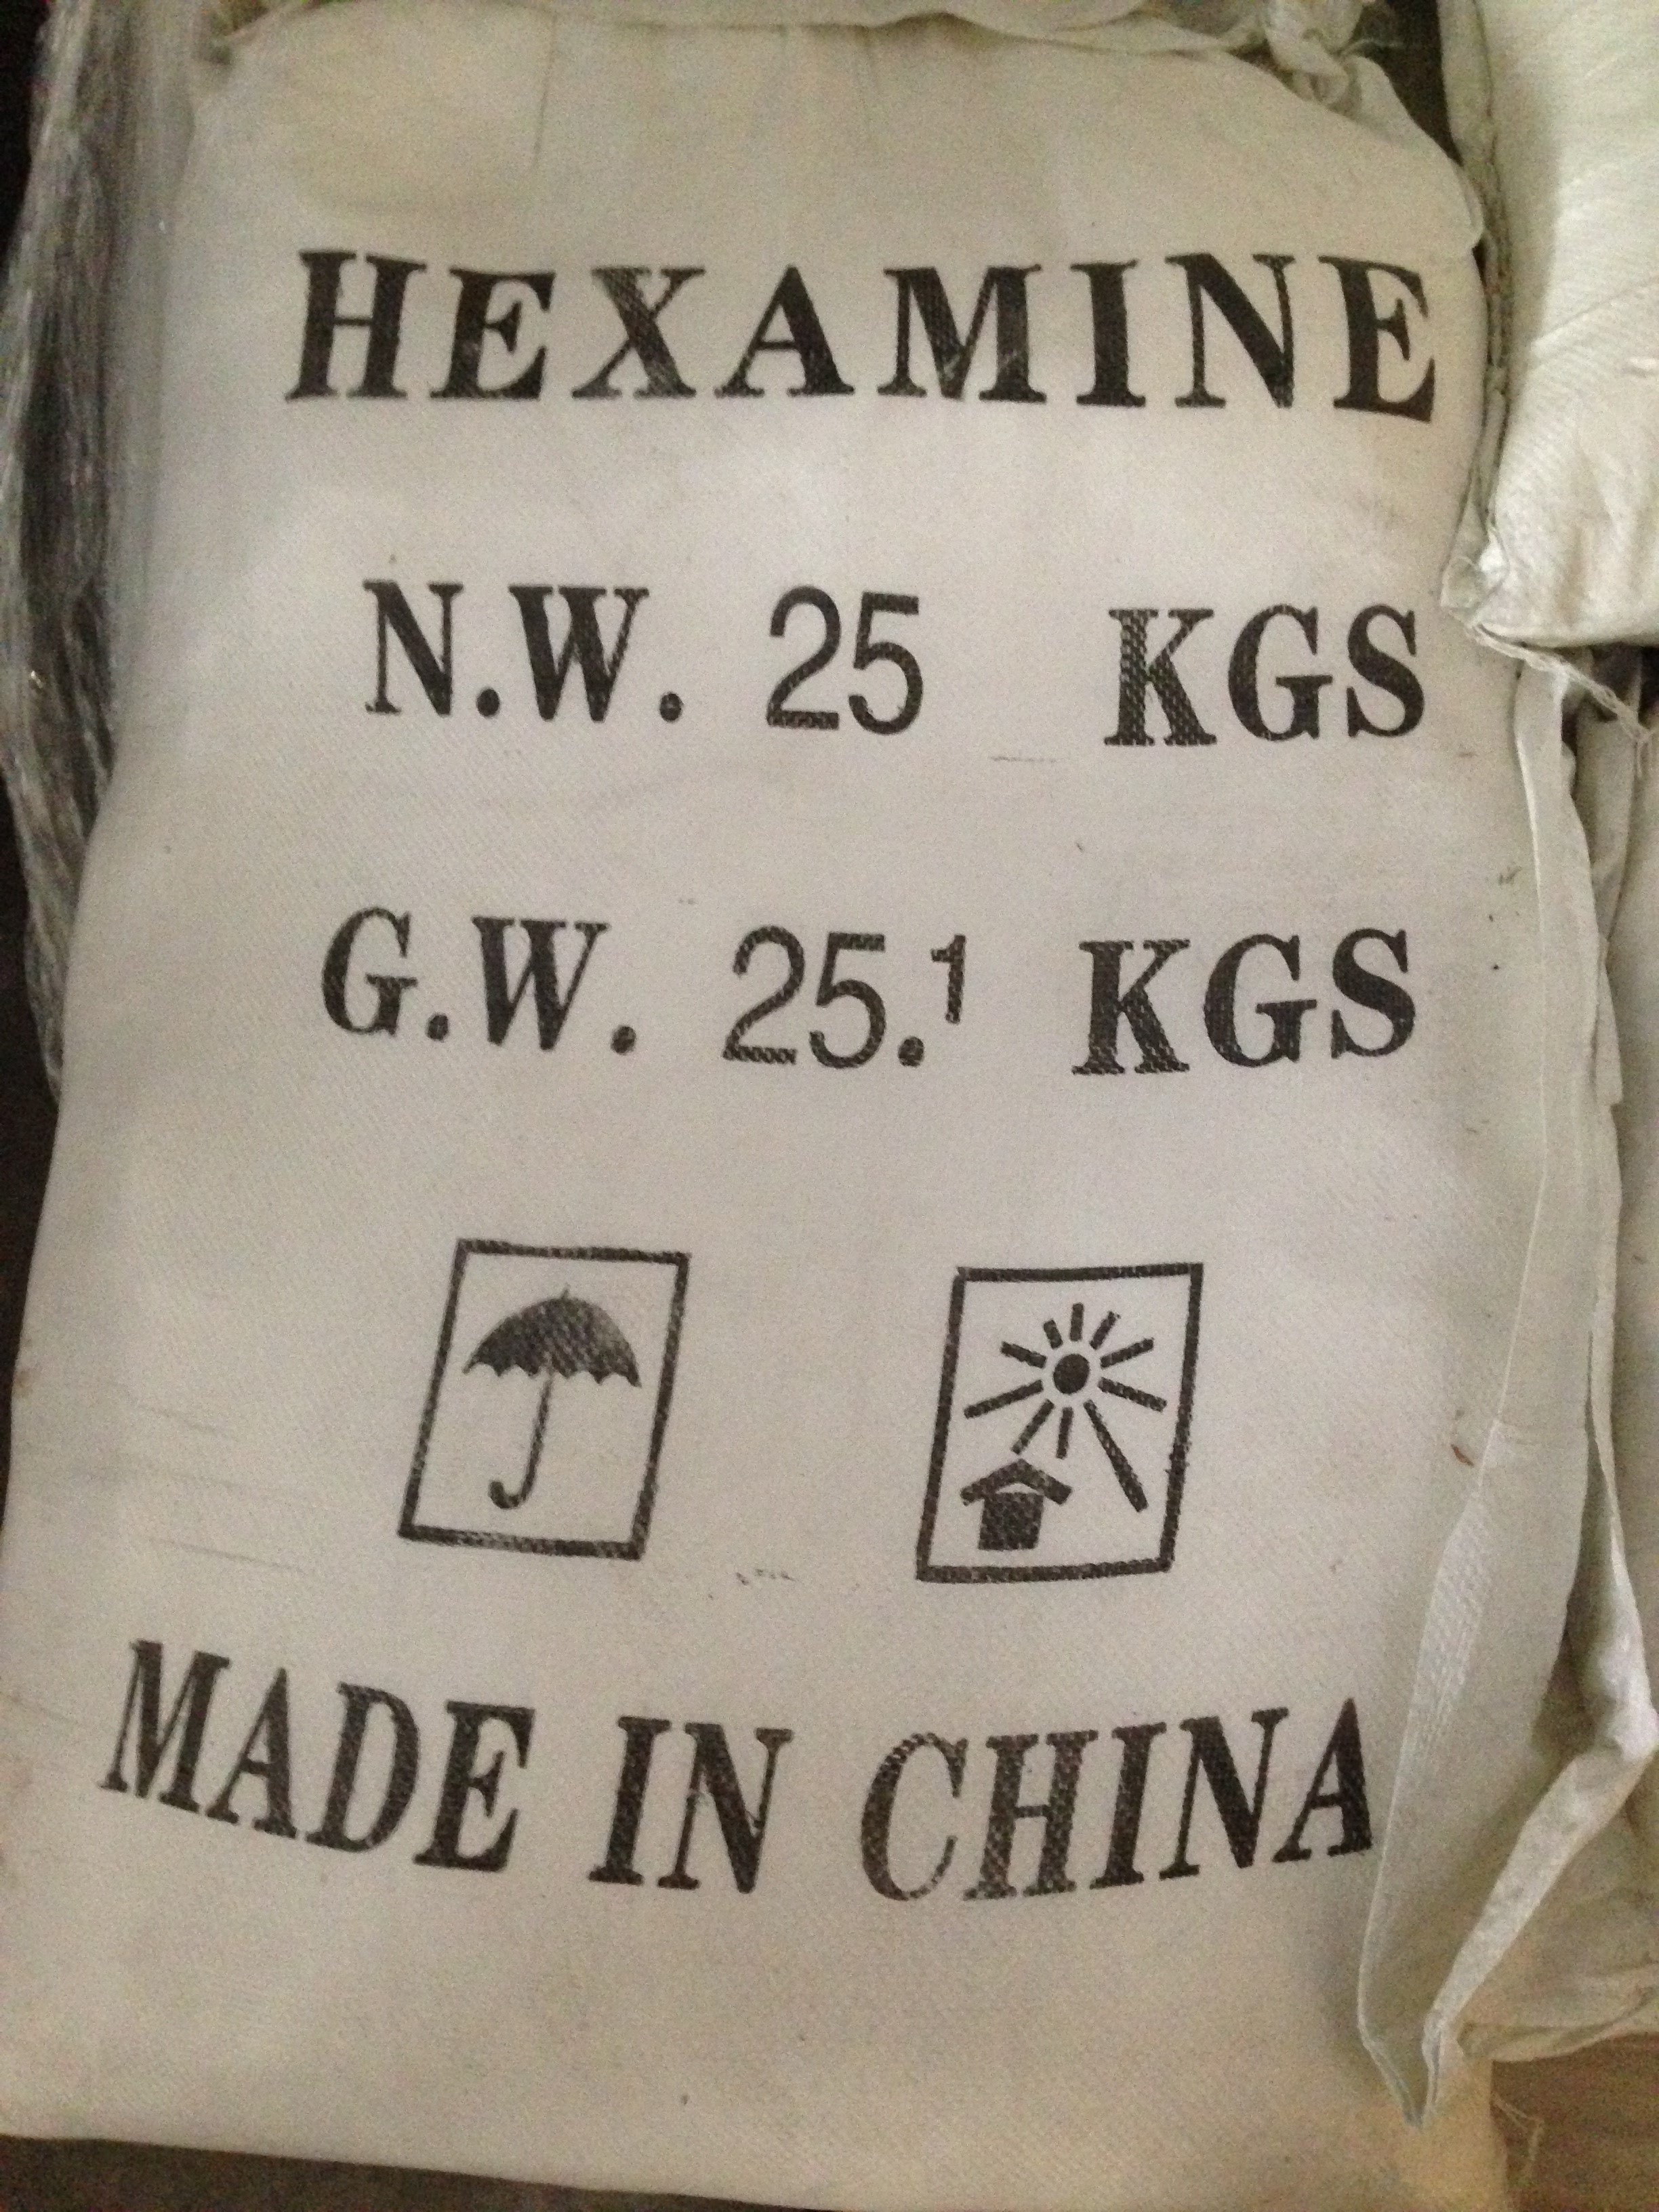 HEXAMINE
N.W. 25 KGS
G.W. 25.1 KGS
MADE IN CHINA